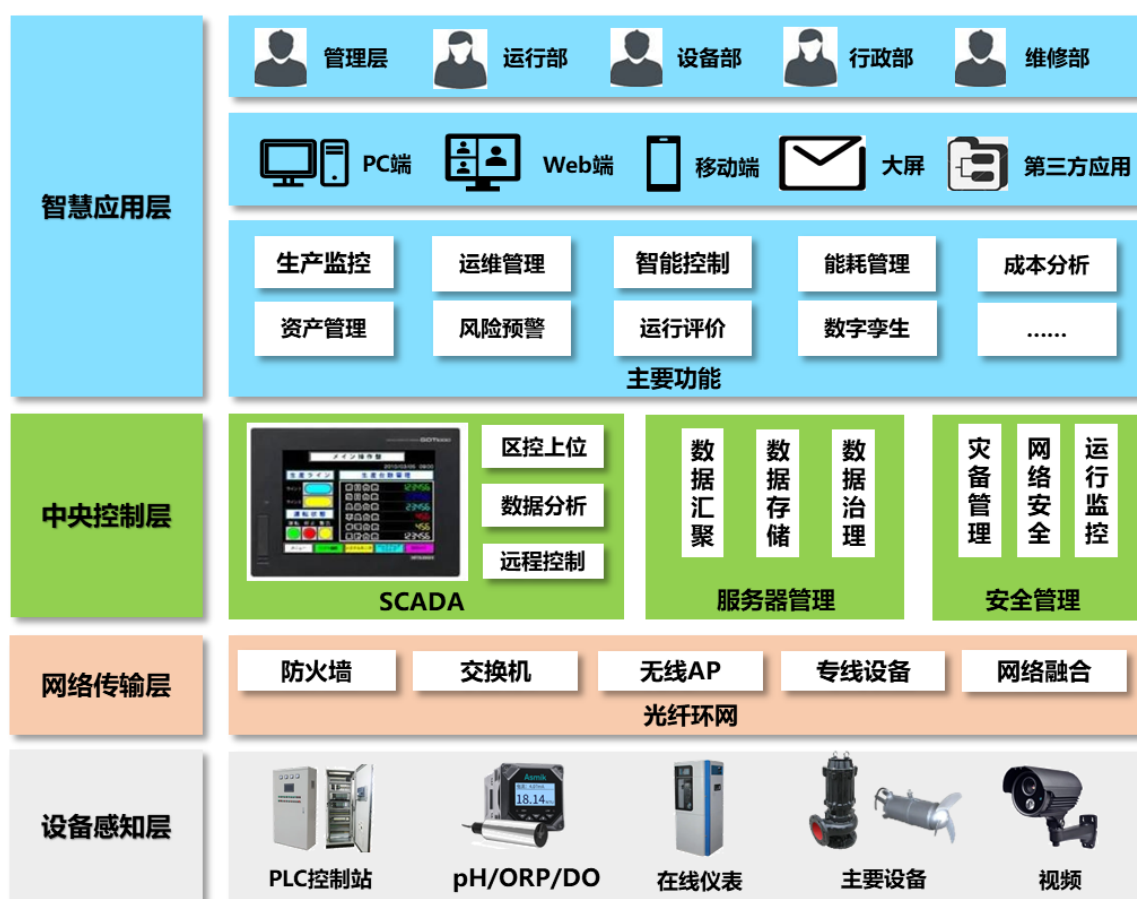 管理层 运行部 设备部 行政部 维修部
PC端 Web端 移动端 大屏 第三方应用
智慧应用层
生产监控 运维管理 智能控制 能耗管理 成本分析
资产管理 风险预警 运行评价 数字孪生 ......
主要功能
中央控制层
メイン操作盤
区控上位
数据分析
远程控制
SCADA
数据汇聚
数据存储
数据治理
服务器管理
灾备管理
网络安全
运行监控
安全管理
网络传输层
防火墙 交换机 无线AP 专线设备 网络融合
光纤环网
设备感知层
Asmik
18.14
PLC控制站 pH/ORP/DO 在线仪表 主要设备 视频